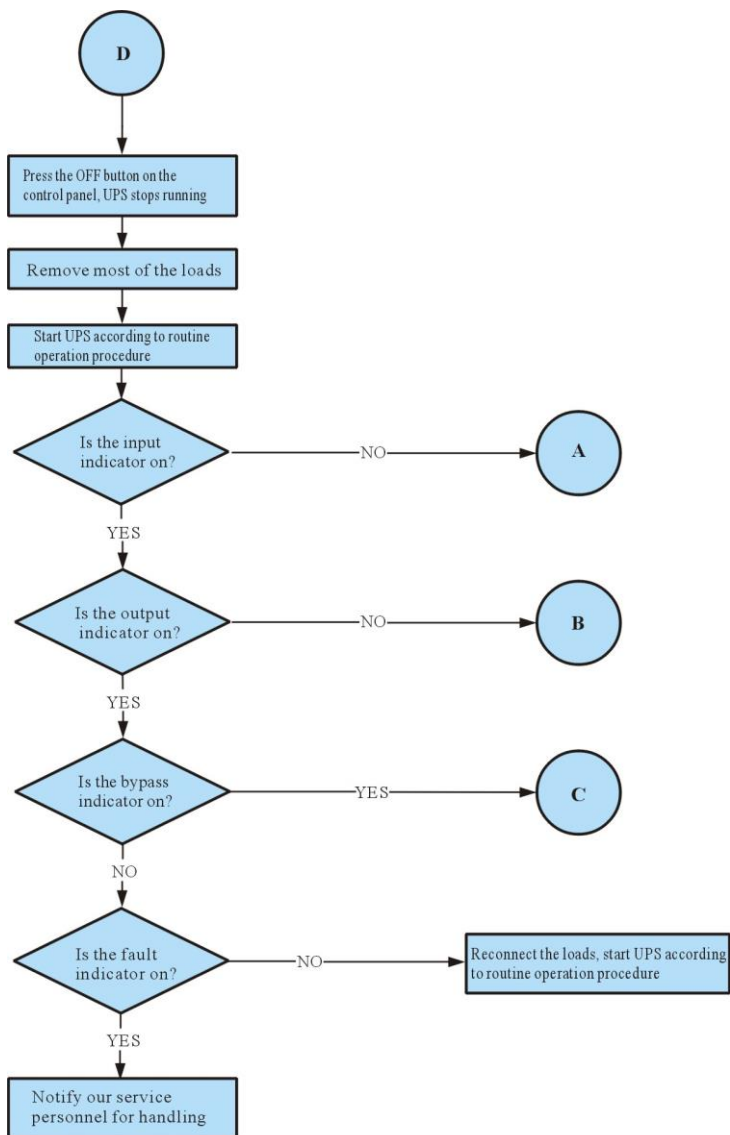 D
Press the OFF button on the
control panel, UPS stops running
Remove most of the loads
Start UPS according to routine
operation procedure
Is the input
indicator on?
NO
A
YES
Is the output
indicator on?
NO
B
YES
Is the bypass
indicator on?
YES
C
NO
Is the fault
indicator on?
NO
Reconnect the loads, start UPS according
to routine operation procedure
YES
Notify our service
personnel for handling